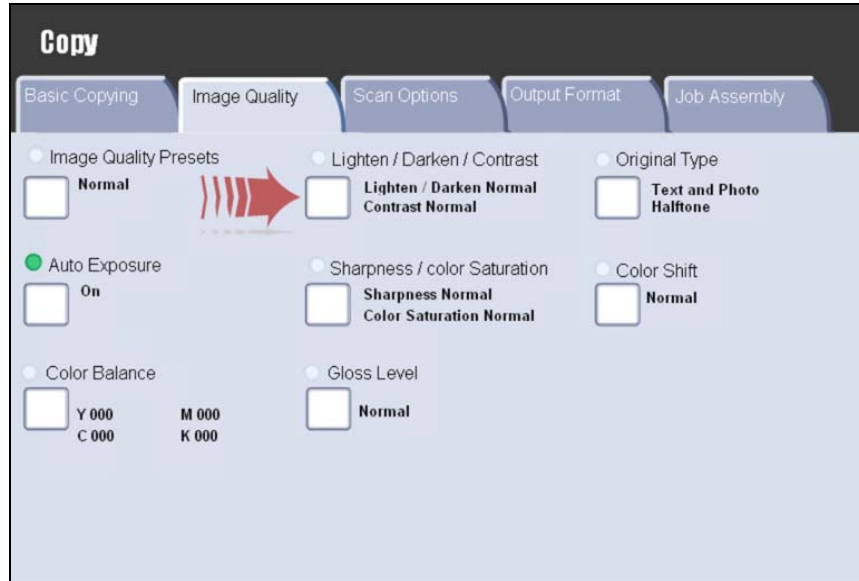 Copy
Basic Copying
Image Quality
Scan Options
Output Format
Job Assembly
Image Quality Presets
Normal
Lighten / Darken / Contrast
Lighten / Darken Normal
Contrast Normal
Original Type
Text and Photo
Halftone
Auto Exposure
On
Sharpness / color Saturation
Sharpness Normal
Color Saturation Normal
Color Shift
Normal
Color Balance
Y 000 M 000
C 000 K 000
Gloss Level
Normal